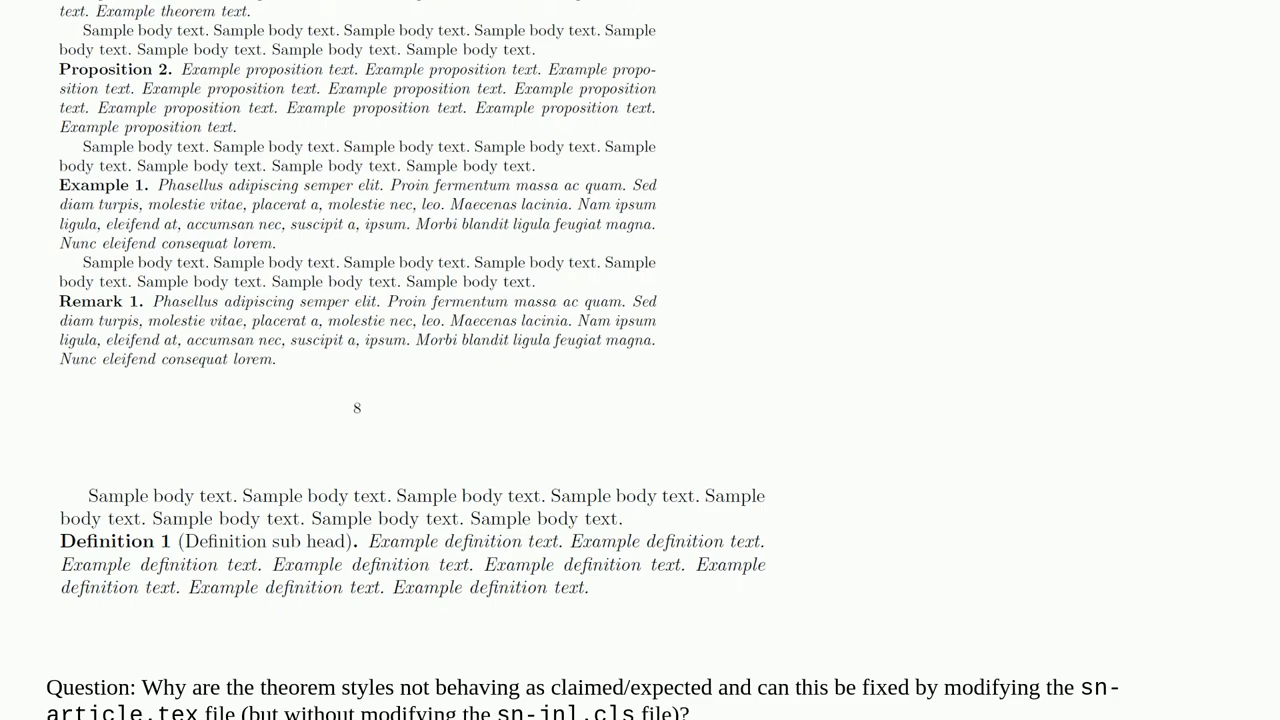 text. Example theorem text.
Sample body text. Sample body text. Sample body text. Sample body text. Sample
body text. Sample body text. Sample body text. Sample body text.
Proposition 2. Example proposition text. Example proposition text. Example propo-
sition text. Example proposition text. Example proposition text. Example proposition
text. Example proposition text. Example proposition text. Example proposition text.
Example proposition text.
Sample body text. Sample body text. Sample body text. Sample body text. Sample
body text. Sample body text. Sample body text. Sample body text.
Example 1. Phasellus adipiscing semper elit. Proin fermentum massa ac quam. Sed
diam turpis, molestie vitae, placerat a, molestie nec, leo. Maecenas lacinia. Nam ipsum
ligula, eleifend at, accumsan nec, suscipit a, ipsum. Morbi blandit ligula feugiat magna.
Nunc eleifend consequat lorem.
Sample body text. Sample body text. Sample body text. Sample body text. Sample
body text. Sample body text. Sample body text. Sample body text.
Remark 1. Phasellus adipiscing semper elit. Proin fermentum massa ac quam. Sed
diam turpis, molestie vitae, placerat a, molestie nec, leo. Maecenas lacinia. Nam ipsum
ligula, eleifend at, accumsan nec, suscipit a, ipsum. Morbi blandit ligula feugiat magna.
Nunc eleifend consequat lorem.
8
Sample body text. Sample body text. Sample body text. Sample body text. Sample
body text. Sample body text. Sample body text. Sample body text.
Definition 1 (Definition sub head). Example definition text. Example definition text.
Example definition text. Example definition text. Example definition text. Example
definition text. Example definition text. Example definition text.
Question: Why are the theorem styles not behaving as claimed/expected and can this be fixed by modifying the sn-
article.tex file (but without modifying the sn-jnl.cls file)?